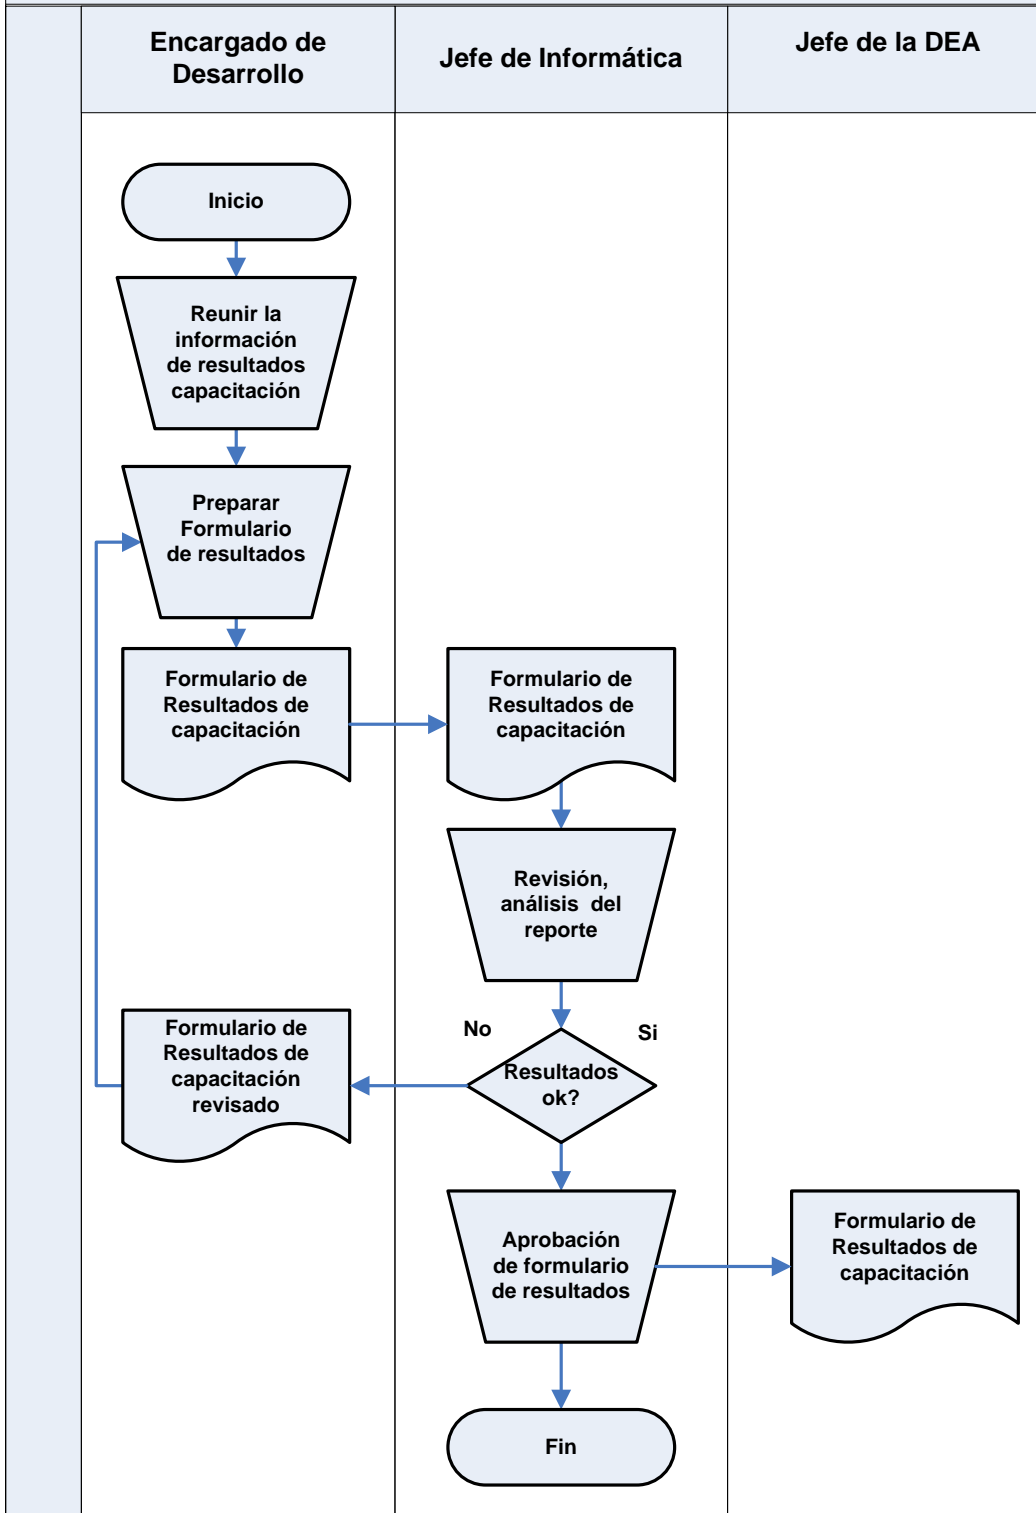 Encargado de
Desarrollo
Jefe de Informática
Jefe de la DEA
Inicio
Reunir la
información
de resultados
capacitación
Preparar
Formulario
de resultados
Formulario de
Resultados de
capacitación
Formulario de
Resultados de
capacitación
Revisión,
análisis  del
reporte
No
Si
Resultados
ok?
Formulario de
Resultados de
capacitación
revisado
Aprobación
de formulario
de resultados
Formulario de
Resultados de
capacitación
Fin